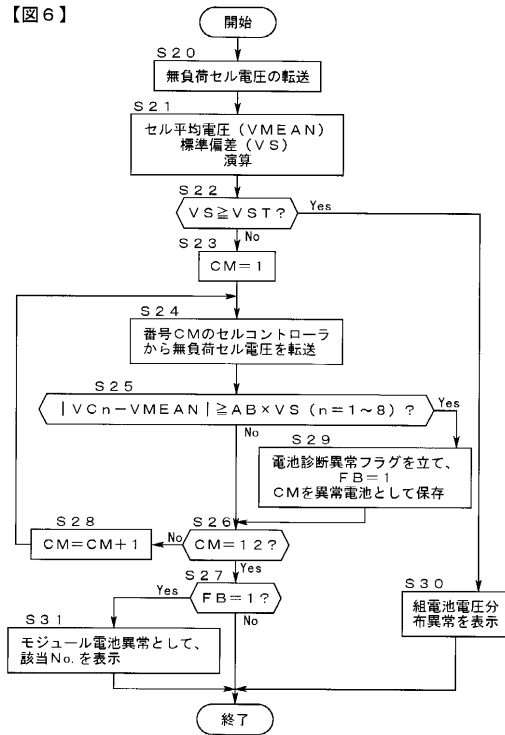 【図6】
開始
S20
無負荷セル電圧の転送
S21
セル平均電圧(VMEAN)
標準偏差(VS)
演算
S22
VS≧VST?
Yes
No
S23
CM=1
S24
番号CMのセルコントローラ
から無負荷セル電圧を転送
S25
|VCn-VMEAN|≧AB×VS(n=1~8)?
Yes
No
S29
電池診断異常フラグを立て、
FB=1
CMを異常電池として保存
S28
CM=CM+1
No
S26
CM=12?
Yes
S27
FB=1?
Yes
No
S30
組電池電圧分
布異常を表示
S31
モジュール電池異常として、
該当No.を表示
終了